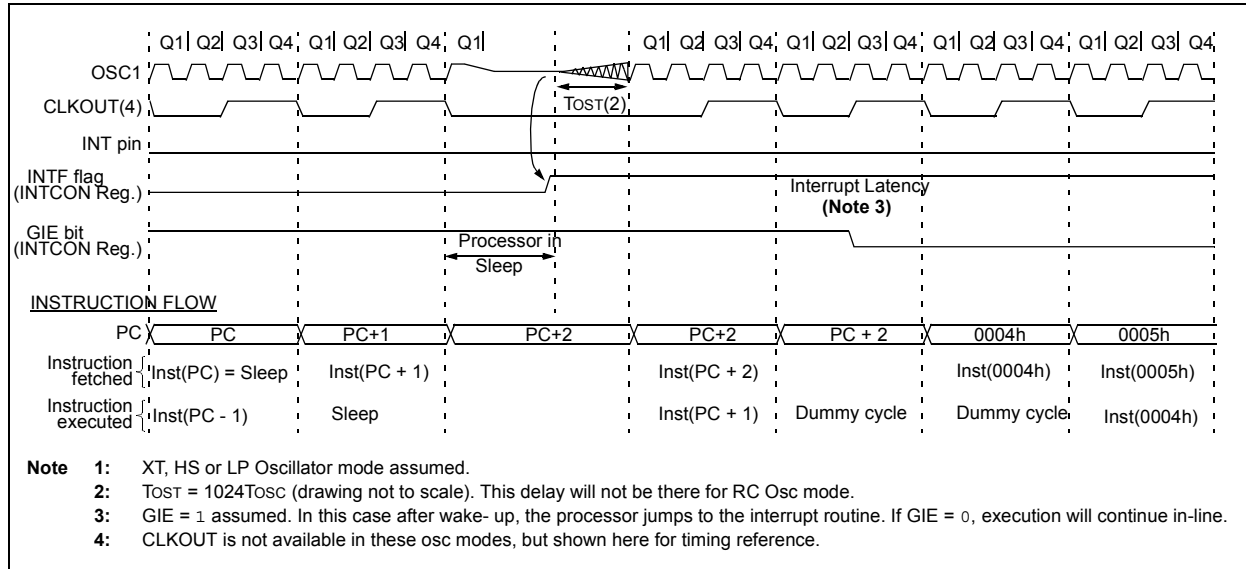 Q1 Q2 Q3 Q4 Q1 Q2 Q3 Q4 Q1 Q1 Q2 Q3 Q4 Q1 Q2 Q3 Q4 Q1 Q2 Q3 Q4 Q1 Q2 Q3 Q4
OSC1
CLKOUT(4)
TOST(2)
INT pin
INTF flag
(INTCON Reg.)
Interrupt Latency
(Note 3)
GIE bit
(INTCON Reg.)
Processor in
Sleep
INSTRUCTION FLOW
PC PC PC+1 PC+2 PC+2 PC + 2 0004h 0005h
Instruction
fetched
Inst(PC) = Sleep Inst(PC + 1) Inst(PC + 2) Inst(0004h) Inst(0005h)
Instruction
executed
Inst(PC - 1) Sleep Inst(PC + 1) Dummy cycle Dummy cycle Inst(0004h)
Note 1: XT, HS or LP Oscillator mode assumed.
2: TOST = 1024TOSC (drawing not to scale). This delay will not be there for RC Osc mode.
3: GIE = 1 assumed. In this case after wake- up, the processor jumps to the interrupt routine. If GIE = 0, execution will continue in-line.
4: CLKOUT is not available in these osc modes, but shown here for timing reference.